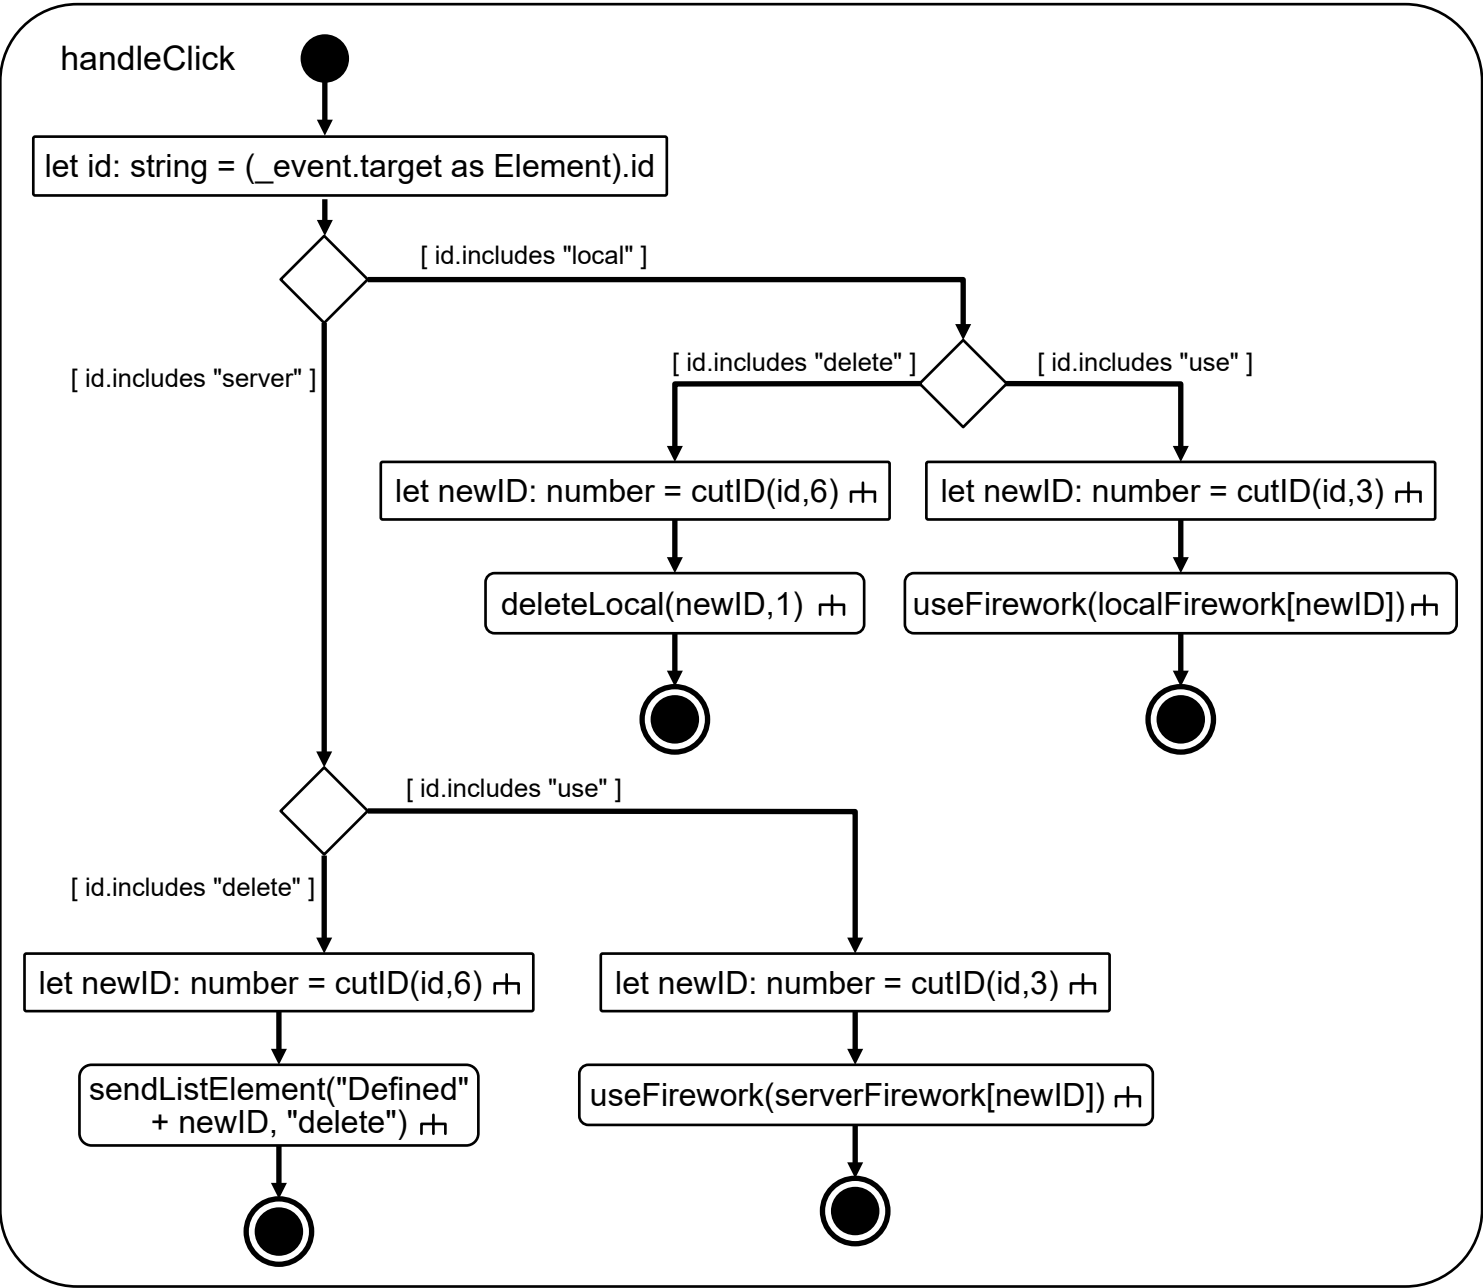 handleClick
let id: string = (_event.target as Element).id
[ id.includes "local" ]
[ id.includes "server" ]
[ id.includes "delete" ]
[ id.includes "use" ]
let newID: number = cutID(id,6)
let newID: number = cutID(id,3)
deleteLocal(newID,1)
useFirework(localFirework[newID])
[ id.includes "use" ]
[ id.includes "delete" ]
let newID: number = cutID(id,6)
let newID: number = cutID(id,3)
sendListElement("Defined"
+ newID, "delete")
useFirework(serverFirework[newID])